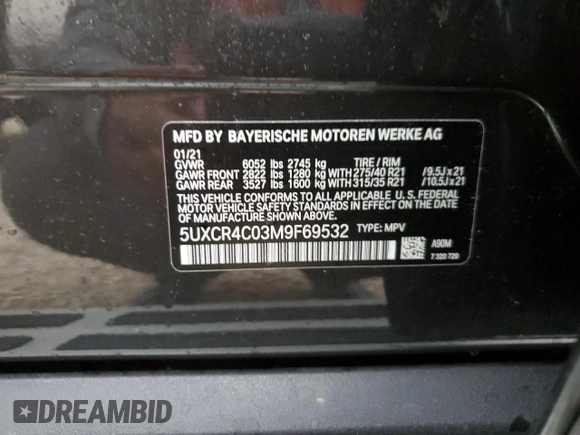 MFD BY BAYERISCHE MOTOREN WERKE AG
01/21
GVWR 6052 lbs 2745 kg TIRE / RIM
GAWR FRONT 2822 lbs 1280 kg WITH 275/40 R21 /9.5J x 21
GAWR REAR 3527 lbs 1600 kg WITH 315/35 R21 /10.5J x 21
THIS VEHICLE CONFORMS TO ALL APPLICABLE U.S. FEDERAL
MOTOR VEHICLE SAFETY STANDARDS IN EFFECT ON THE DATE
OF MANUFACTURE SHOWN ABOVE.
5UXCR4C03M9F69532 TYPE: MPV
A90M
7 320 729
DREAMBID